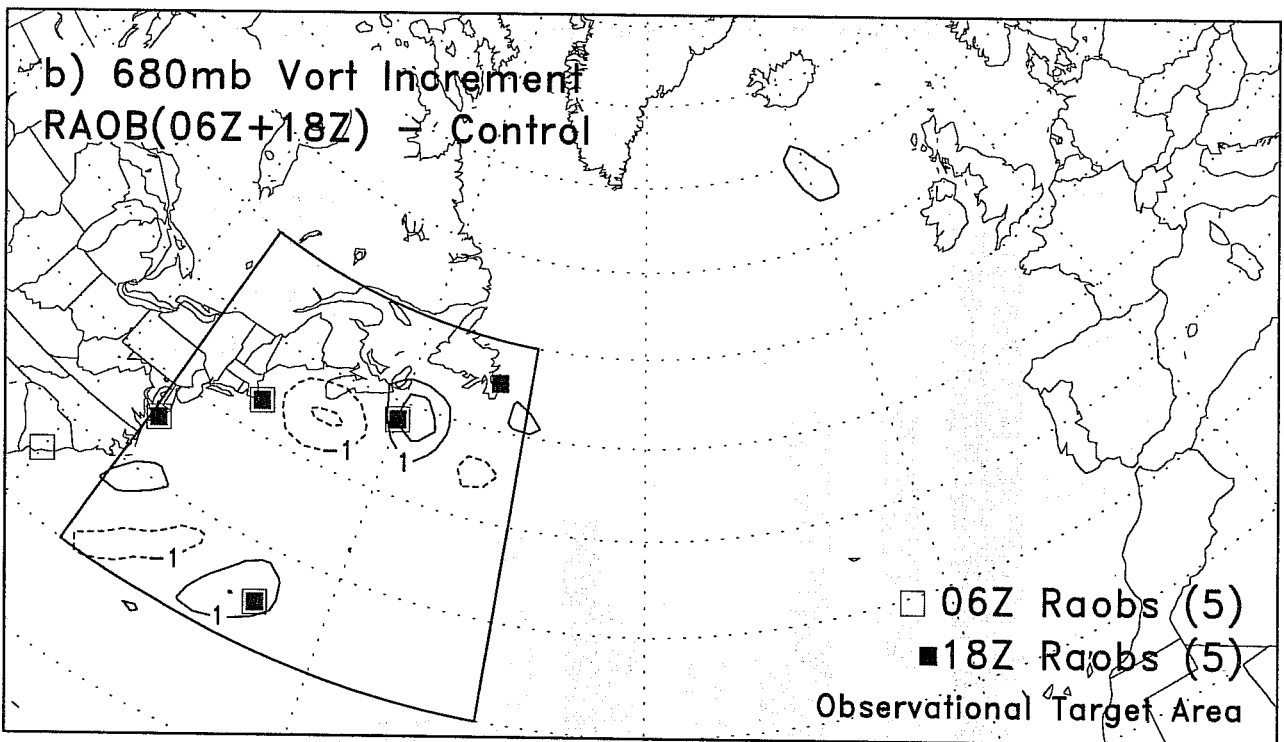 b) 680mb Vort Increment
RAOB(06Z+18Z) - Control
-1
1
-1
1
06Z Raobs (5)
18Z Raobs (5)
Observational Target Area